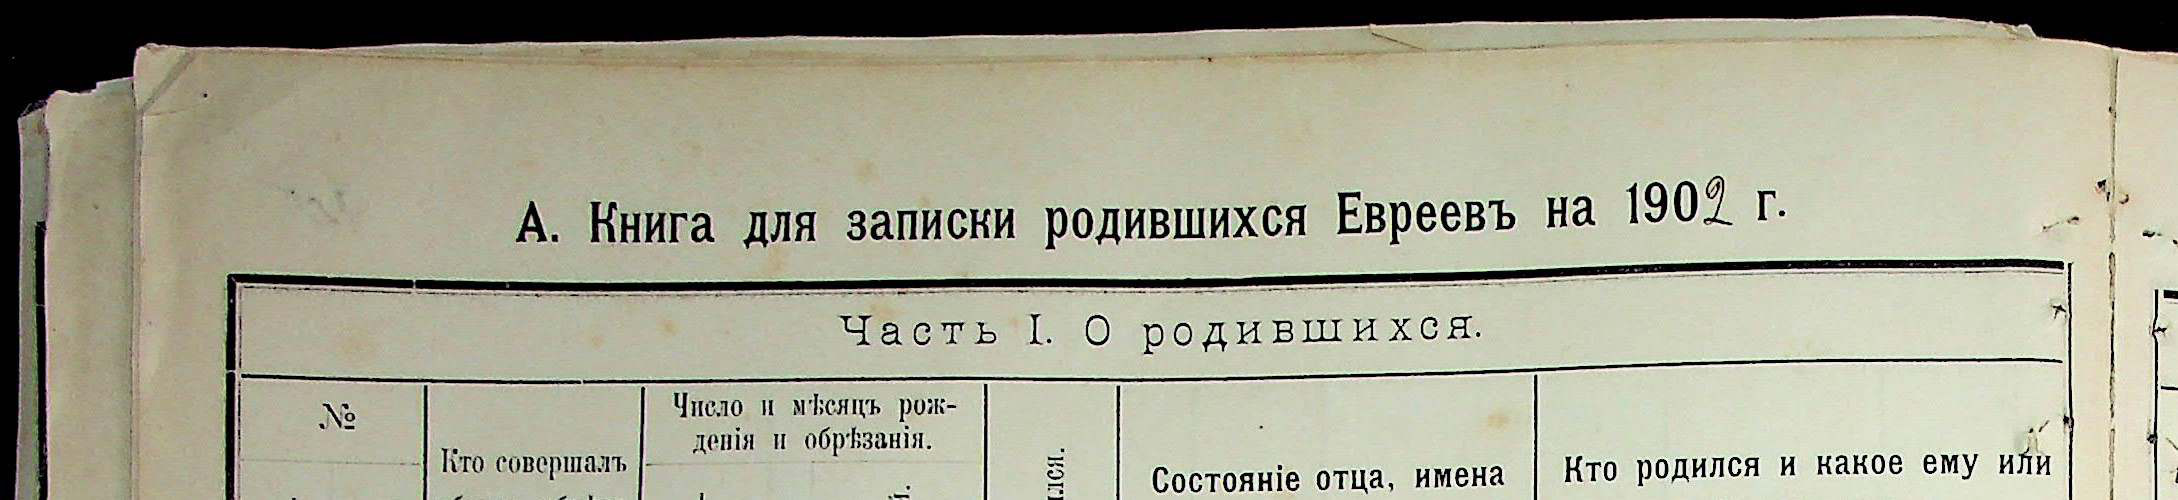 А. Книга для записки родившихся Евреевъ на 1902 г.
Часть I. О родившихся.
№
Кто совершалъ
Число и мѣсяцъ рож-
денія и обрѣзанія.
Состояніе отца, имена
Кто родился и какое ему или